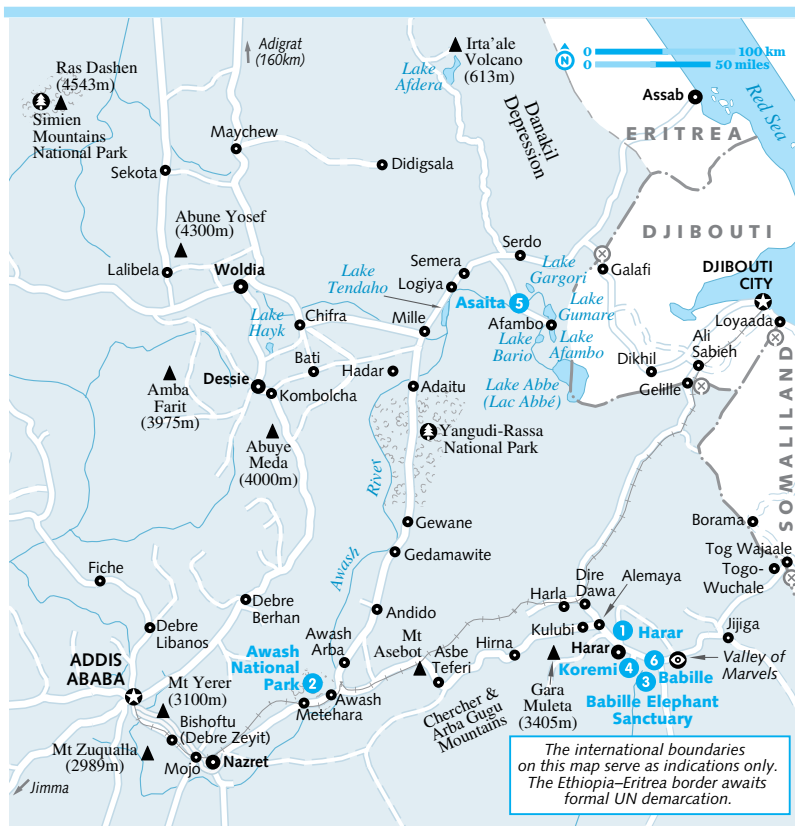 Adigrat
(160km)
Irta'ale
Volcano
(613m)
0
100 km
0
50 miles
N
Ras Dashen
(4543m)
Simien
Mountains
National Park
Lake
Afdera
Danakil
Depression
Assab
Red Sea
ERITREA
Maychew
Didigsala
Sekota
Abune Yosef
(4300m)
DJIBOUTI
Lalibela
Woldia
Lake
Tendaho
Semera
Logiya
Serdo
Lake
Gargori
Galafi
DJIBOUTI
CITY
Asaita
5
Lake
Gumare
Loyaada
Lake
Hayk
Chifra
Mille
Afambo
Lake
Bario
Lake
Afambo
Ali
Sabieh
Dikhil
Bati
Hadar
Amba
Farit
(3975m)
Dessie
Kombolcha
Adaitu
Lake Abbe
(Lac Abbé)
Gelille
Abuye
Meda
(4000m)
Yangudi-Rassa
National Park
SOMALILAND
River
Awash
Gewane
Borama
Gedamawite
Tog Wajaale
Togo-
Wuchale
Fiche
Debre
Berhan
Andido
Harla
Dire
Dawa
Alemaya
Debre
Libanos
Kulubi
1
Harar
Jijiga
Awash
Arba
Mt
Asebot
Asbe
Teferi
Hirna
Harar
ADDIS
ABABA
Awash
National
Park
2
Koremi
4
6
Babille
3
Valley of
Marvels
Mt Yerer
(3100m)
Awash
Metehara
Chercher &
Arba Gugu
Mountains
Gara
Muleta
(3405m)
Babille Elephant
Sanctuary
Bishoftu
(Debre Zeyit)
Mt Zuqualla
(2989m)
Mojo
Nazret
Jimma
The international boundaries
on this map serve as indications only.
The Ethiopia–Eritrea border awaits
formal UN demarcation.